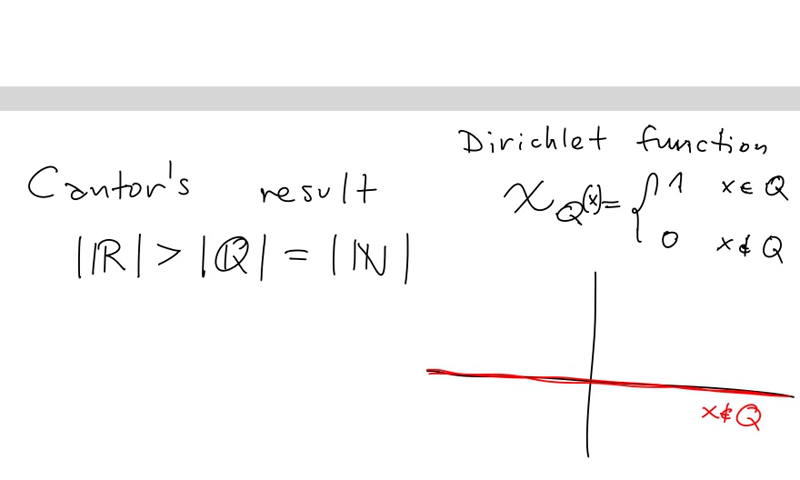 Cantor's result
|ℝ| > |ℚ| = |ℕ|
Dirichlet function
χ_Q(x) = { 1 x ∈ Q
0 x ∉ Q
x ∉ Q